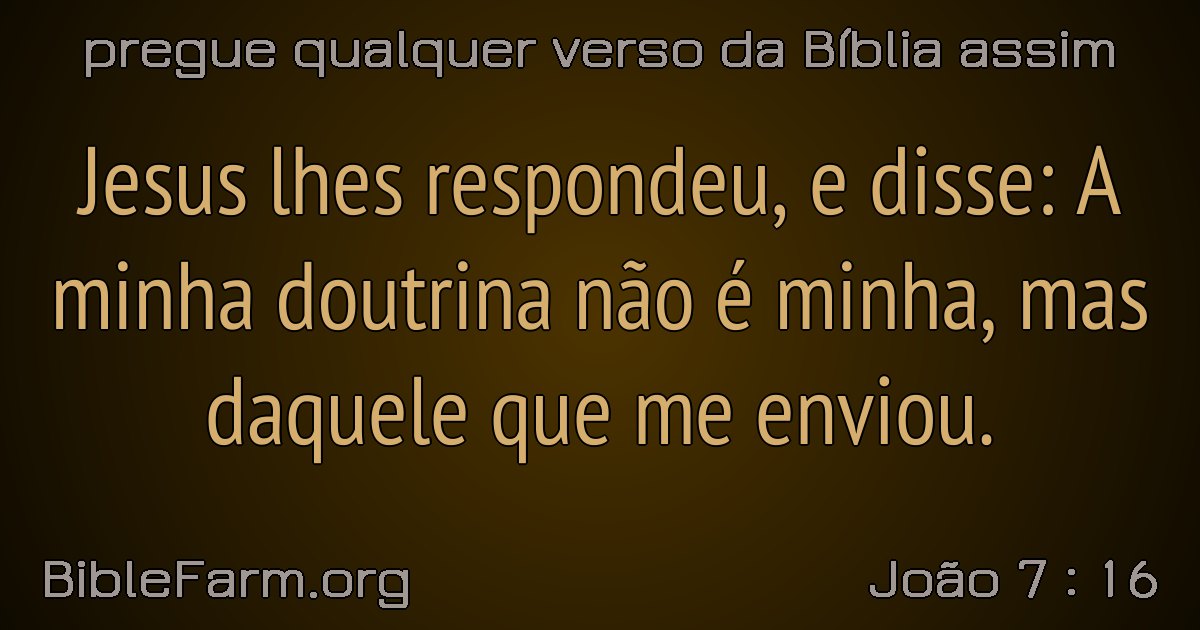 pregue qualquer verso da Bíblia assim
Jesus lhes respondeu, e disse: A
minha doutrina não é minha, mas
daquele que me enviou.
BibleFarm.org
João 7 : 16